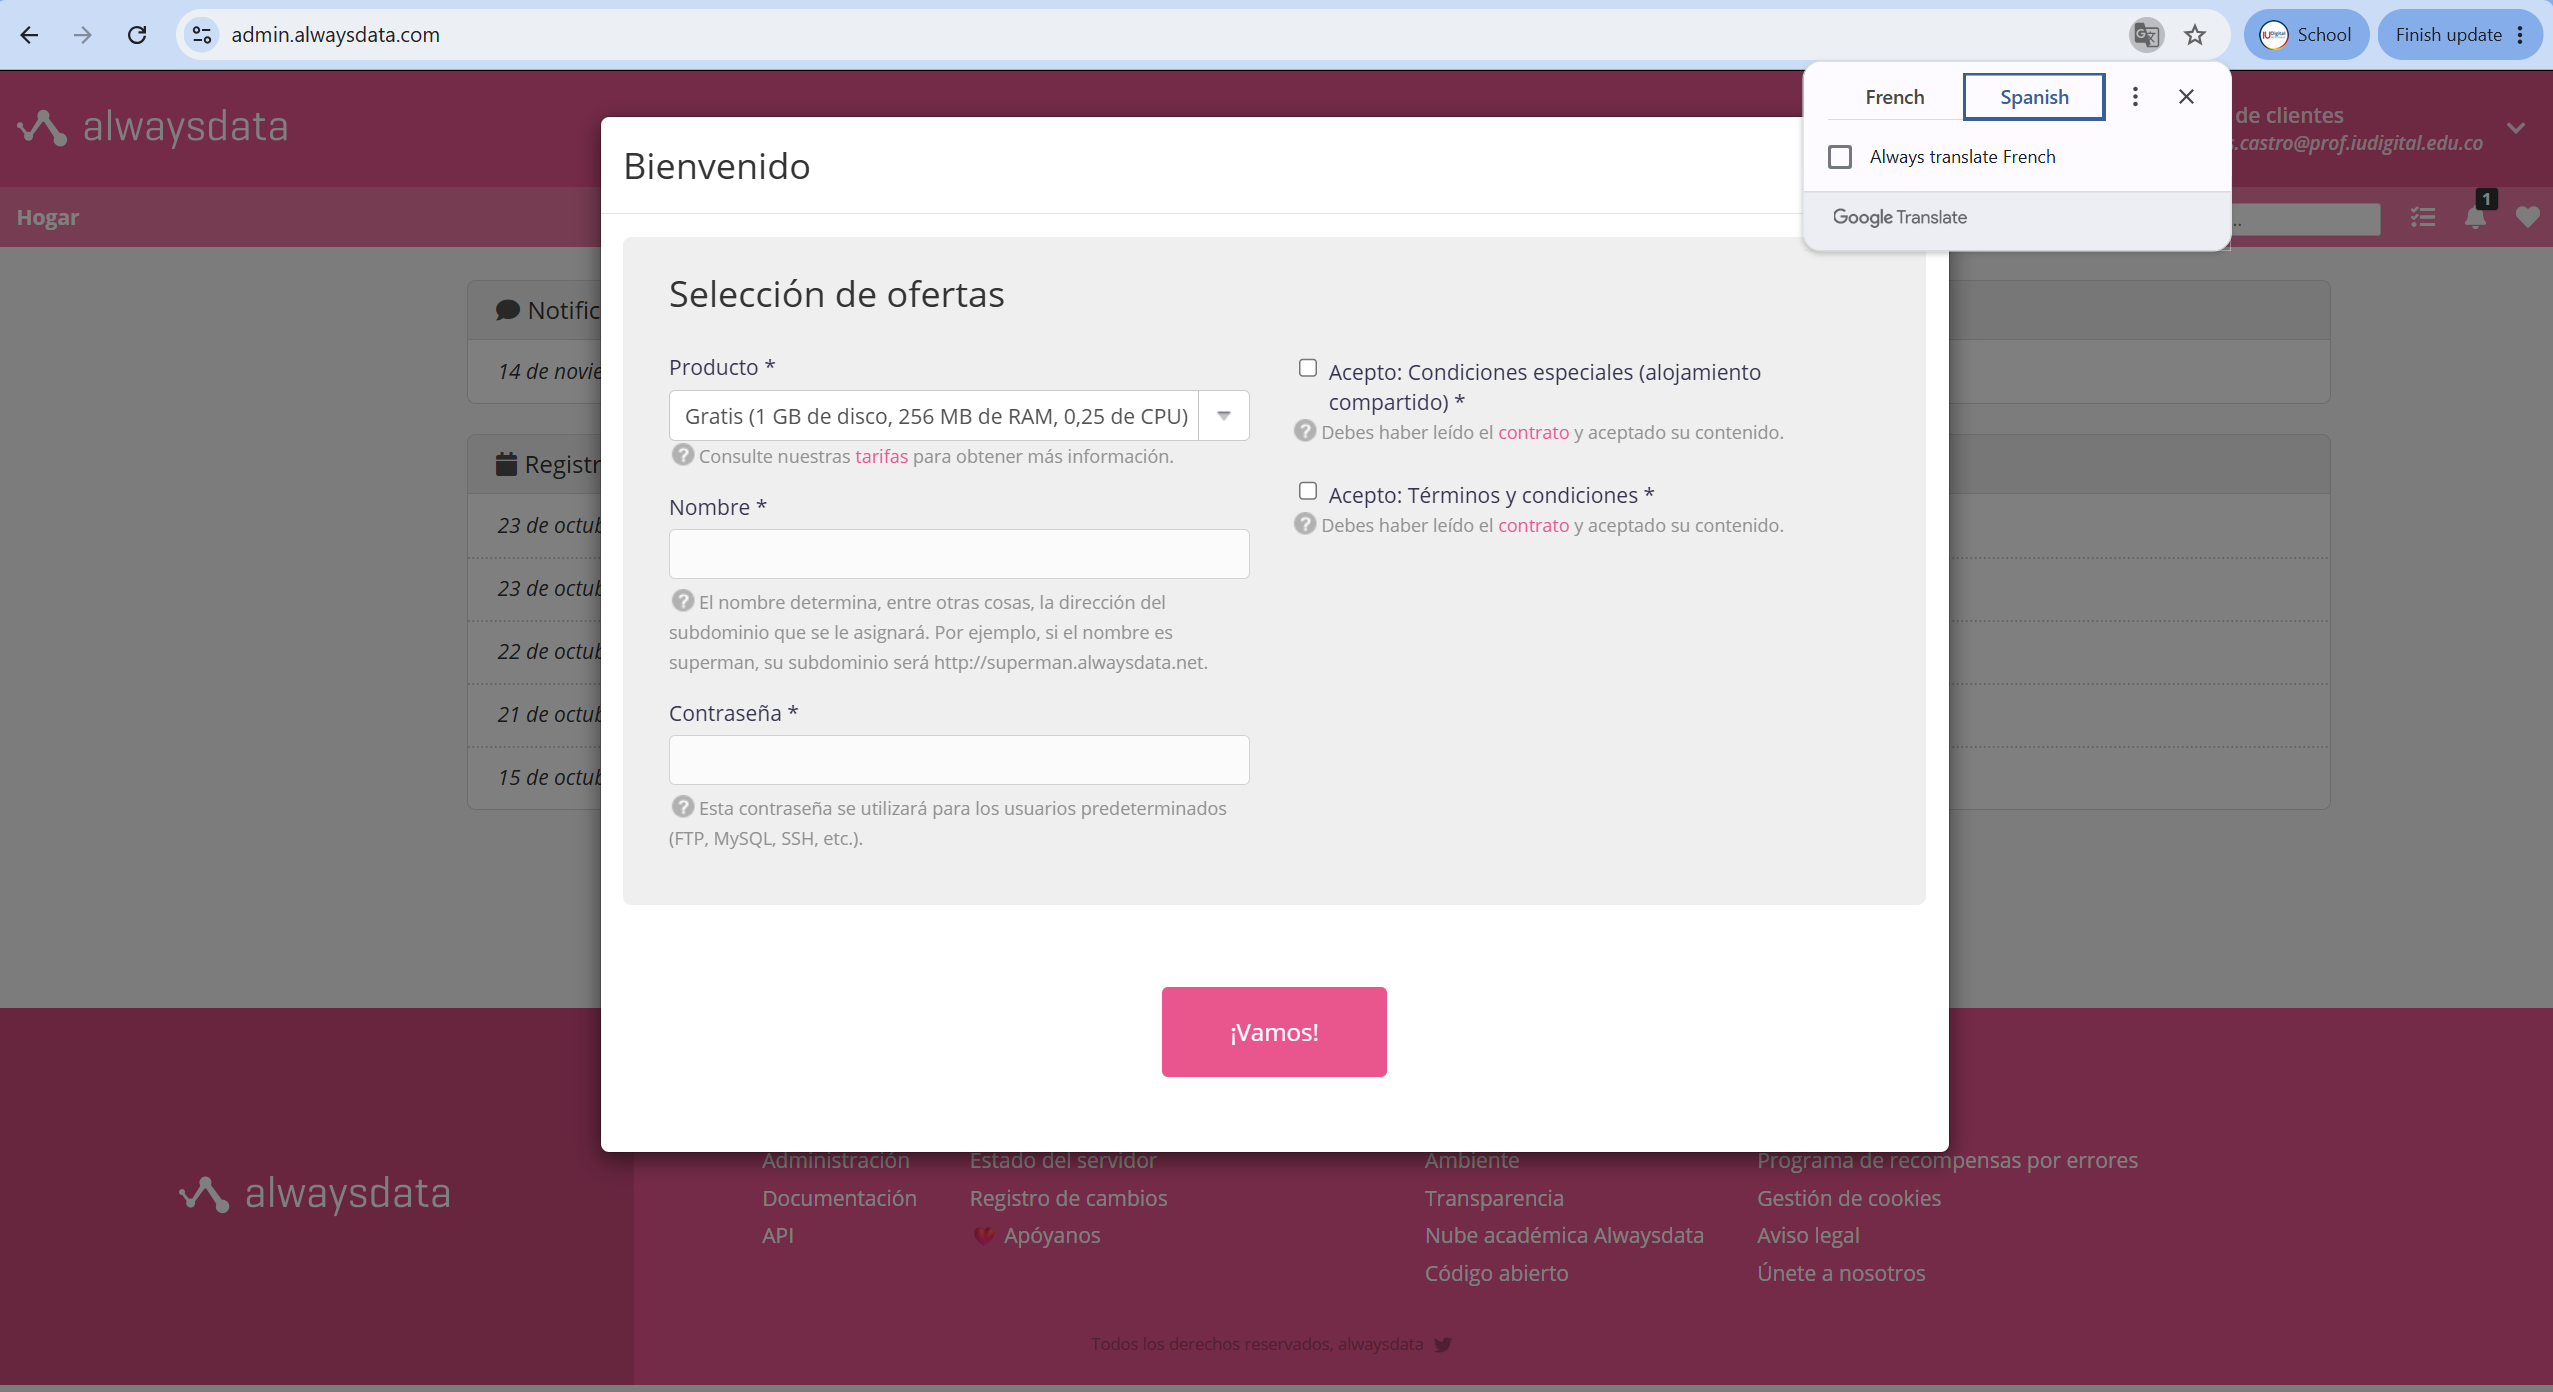 admin.alwaysdata.com
School
Finish update
French
Spanish
Always translate French
Google Translate
alwaysdata
de clientes
.castro@prof.iudigital.edu.co
Hogar
1
Bienvenido
Selección de ofertas
Producto *
Gratis (1 GB de disco, 256 MB de RAM, 0,25 de CPU)
Consulte nuestras tarifas para obtener más información.
Nombre *
El nombre determina, entre otras cosas, la dirección del
subdominio que se le asignará. Por ejemplo, si el nombre es
superman, su subdominio será http://superman.alwaysdata.net.
Contraseña *
Esta contraseña se utilizará para los usuarios predeterminados
(FTP, MySQL, SSH, etc.).
Acepto: Condiciones especiales (alojamiento
compartido) *
Debes haber leído el contrato y aceptado su contenido.
Acepto: Términos y condiciones *
Debes haber leído el contrato y aceptado su contenido.
¡Vamos!
Notific
14 de novie
Registr
23 de octub
23 de octub
22 de octub
21 de octub
15 de octub
alwaysdata
Administración
Documentación
API
Estado del servidor
Registro de cambios
Apóyanos
Ambiente
Transparencia
Nube académica Alwaysdata
Código abierto
Programa de recompensas por errores
Gestión de cookies
Aviso legal
Únete a nosotros
Todos los derechos reservados, alwaysdata